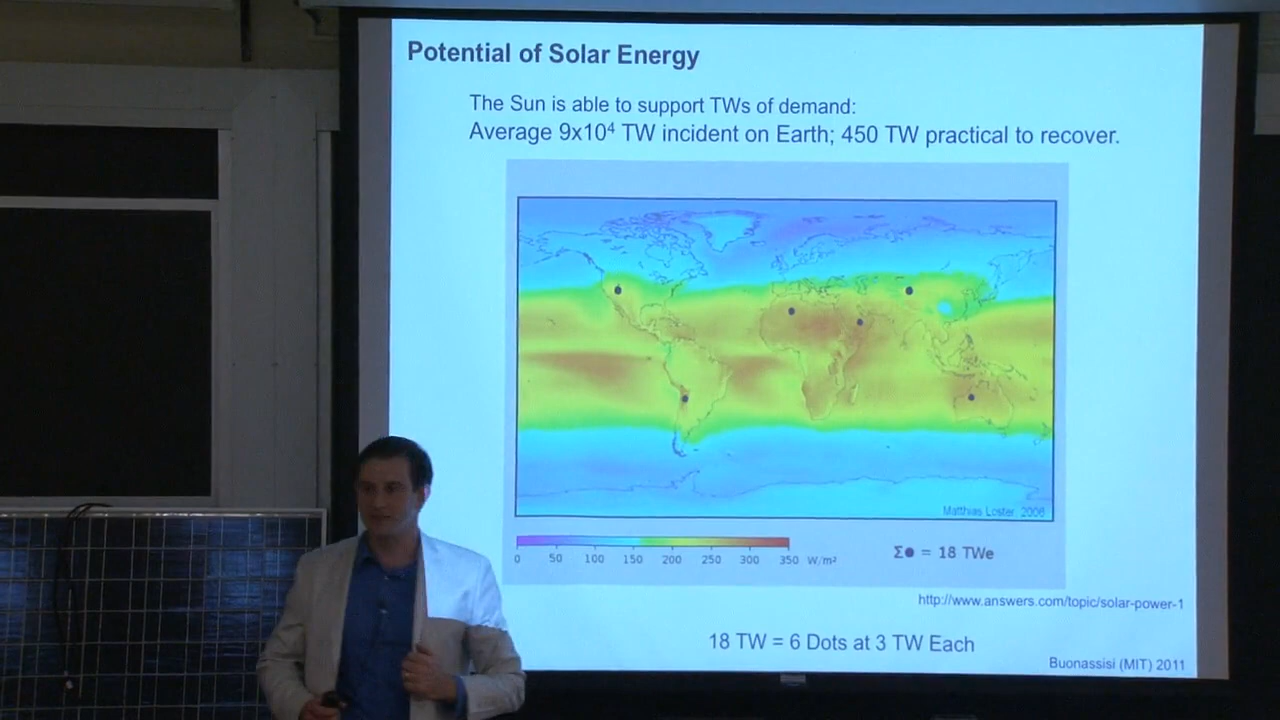 Potential of Solar Energy
The Sun is able to support TWs of demand:
Average 9x10⁴ TW incident on Earth; 450 TW practical to recover.
Matthias Loster, 2006
0 50 100 150 200 250 300 350 W/m²
Σ● = 18 TWe
http://www.answers.com/topic/solar-power-1
18 TW = 6 Dots at 3 TW Each
Buonassisi (MIT) 2011